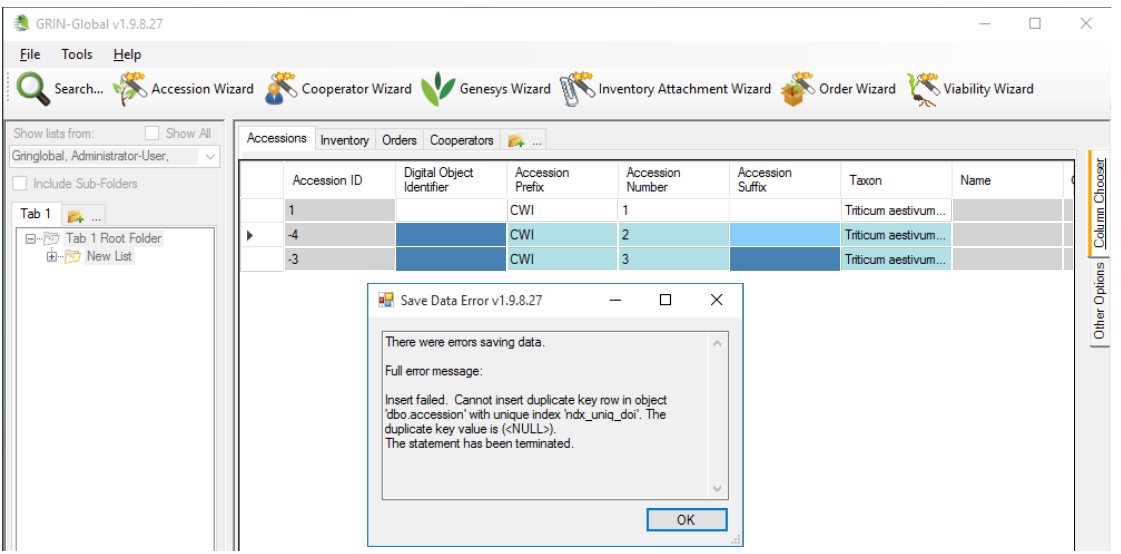 GRIN-Global v1.9.8.27
File Tools Help
Search... Accession Wizard Cooperator Wizard Genesys Wizard Inventory Attachment Wizard Order Wizard Viability Wizard
Show lists from: Show All
Gringlobal, Administrator-User,
Include Sub-Folders
Tab 1 ...
Tab 1 Root Folder
New List
Accessions Inventory Orders Cooperators ...
Accession ID Digital Object Identifier Accession Prefix Accession Number Accession Suffix Taxon Name
1 CWI 1 Triticum aestivum...
-4 CWI 2 Triticum aestivum...
-3 CWI 3 Triticum aestivum...
Column Chooser
Other Options
Save Data Error v1.9.8.27
There were errors saving data.
Full error message:
Insert failed. Cannot insert duplicate key row in object
'dbo.accession' with unique index 'ndx_uniq_doi'. The
duplicate key value is (<NULL>).
The statement has been terminated.
OK